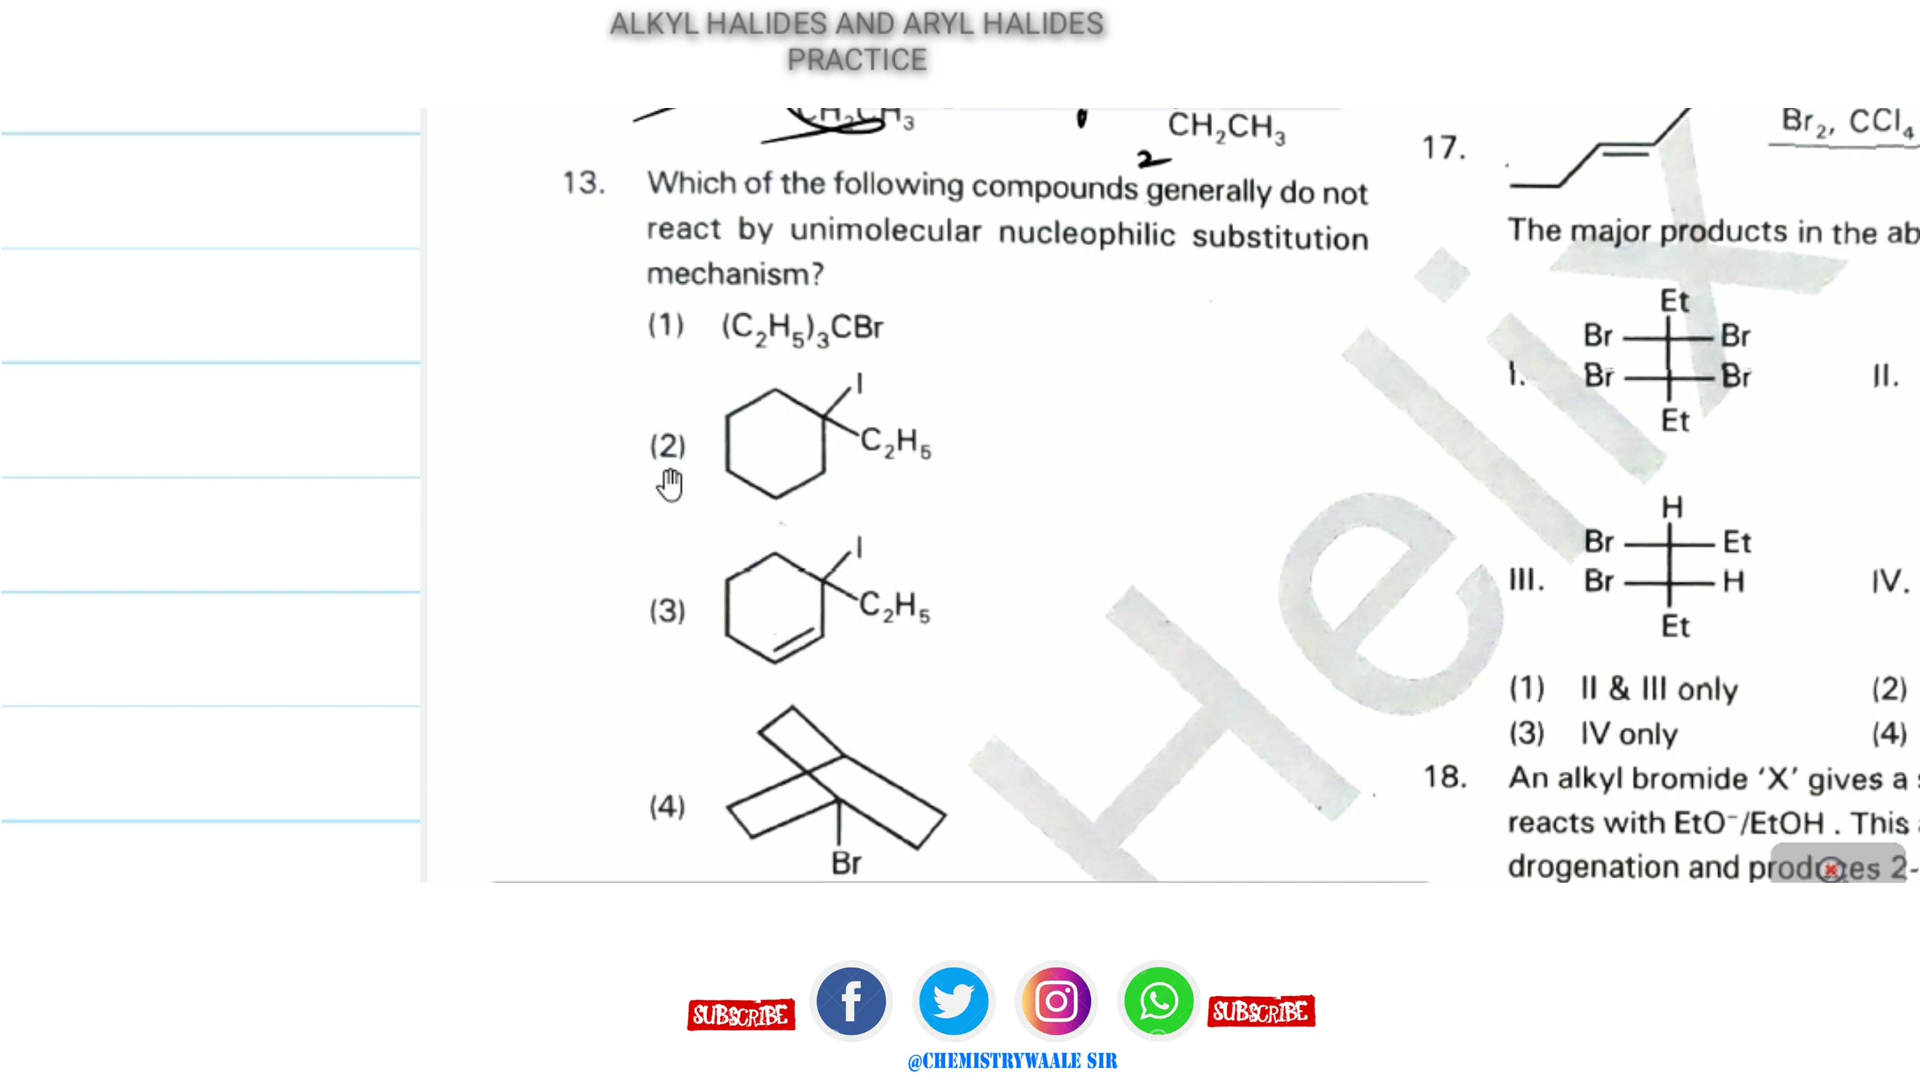 ALKYL HALIDES AND ARYL HALIDES
PRACTICE
CH₂CH₃
CH₂CH₃
2
13. Which of the following compounds generally do not
react by unimolecular nucleophilic substitution
mechanism?
(1) (C₂H₅)₃CBr
(2)
I
C₂H₅
(3)
I
C₂H₅
(4)
Br
17.
Br₂, CCl₄
The major products in the ab
Et
Br Br
I. Br Br
Et
II.
H
Br Et
III. Br H
Et
IV.
(1) II & III only (2)
(3) IV only (4)
18. An alkyl bromide 'X' gives a
reacts with EtO⁻/EtOH . This
drogenation and produces 2-
Helix
SUBSCRIBE
f
SUBSCRIBE
@CHEMISTRYWAALE SIR